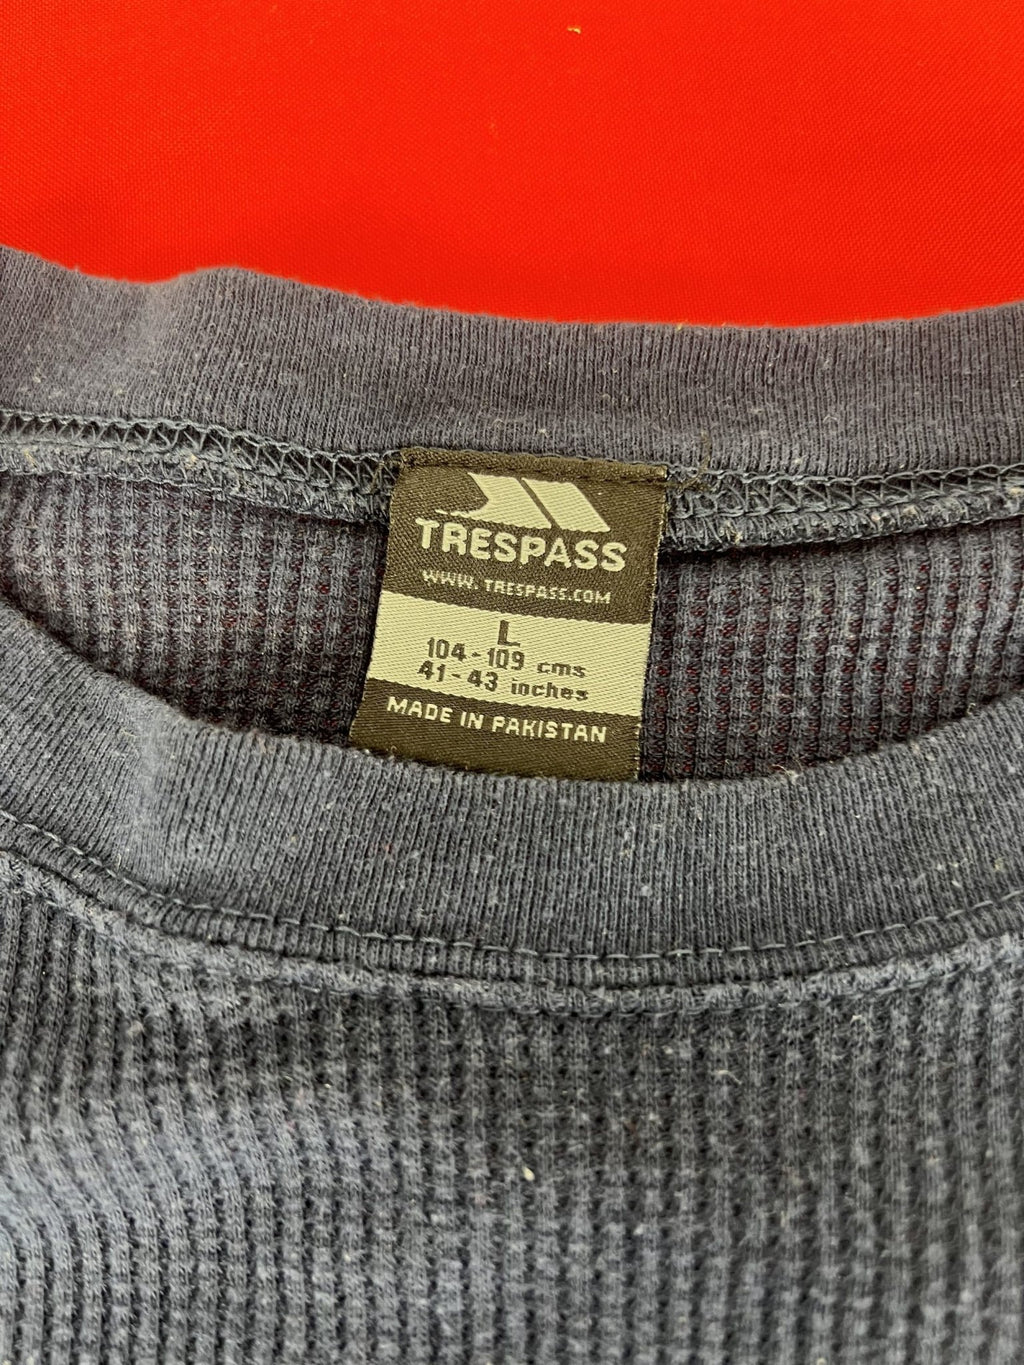 TRESPASS
WWW. TRESPASS.COM
L
104-109 cms
41-43 inches
MADE IN PAKISTAN